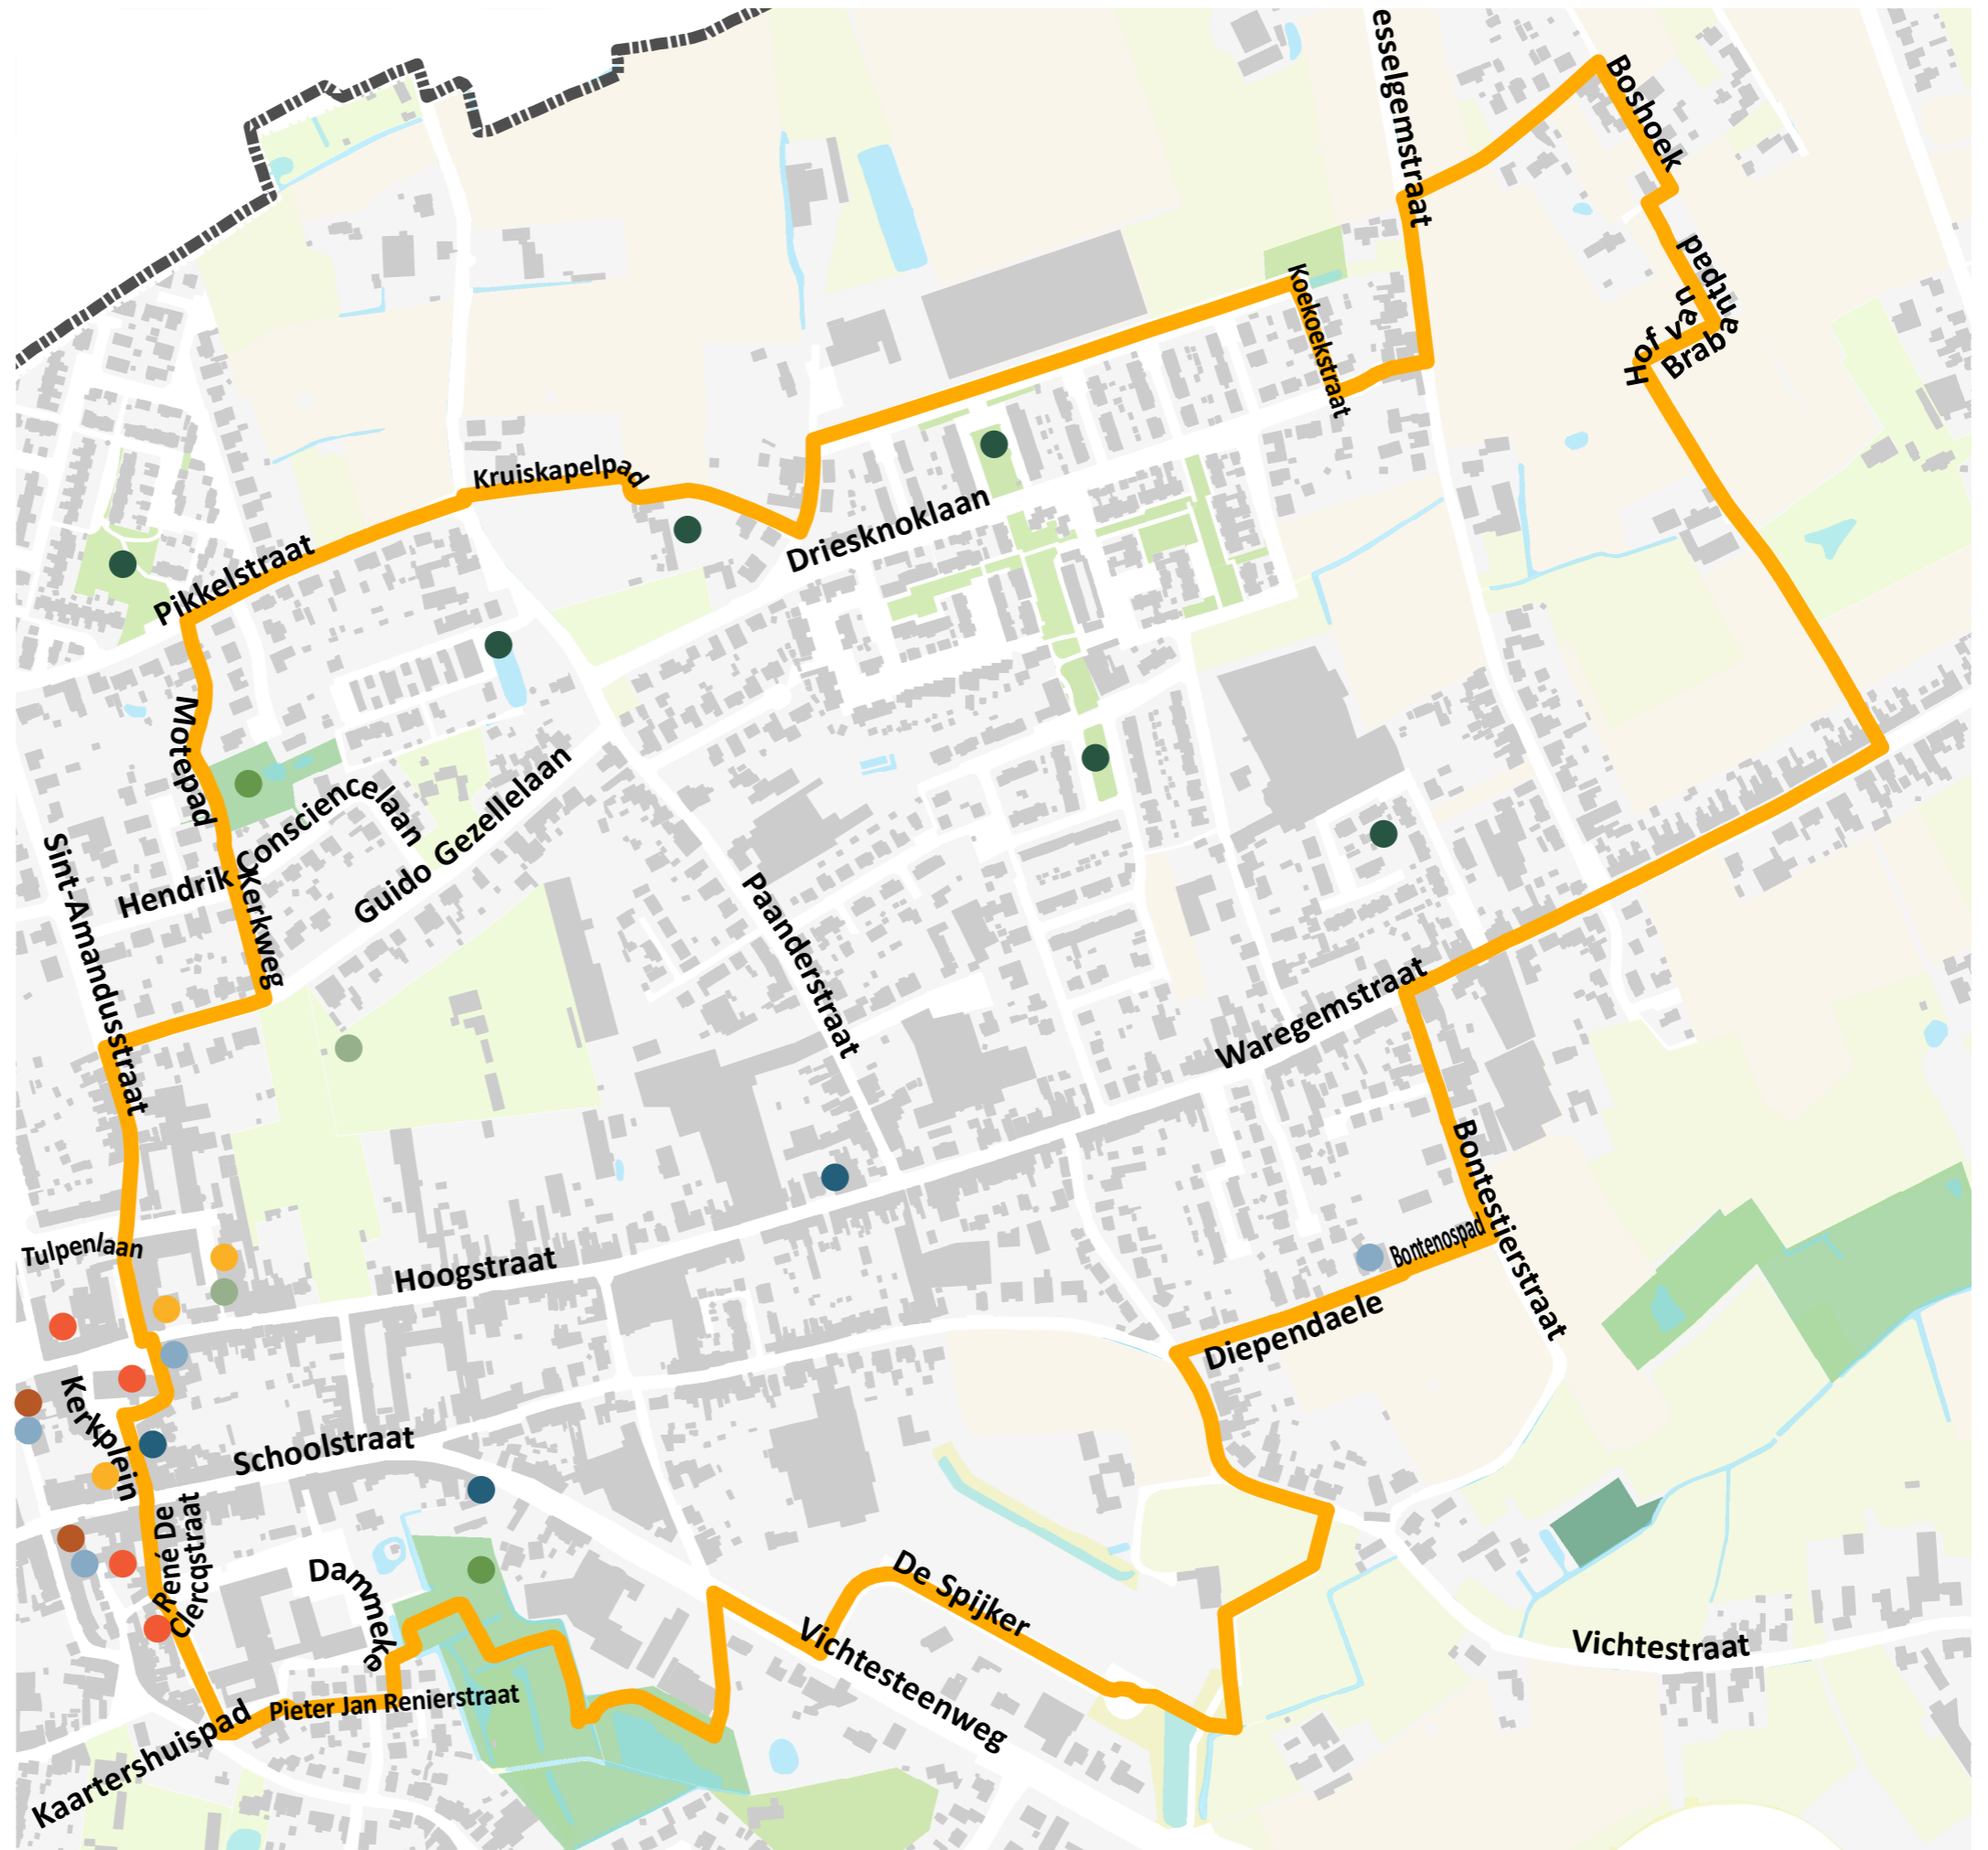 esselgemstraat
Boshoek
Hof van
Brabantpad
Koekoekstraat
Kruiskapelpad
Driesknoklaan
Pikkelstraat
Motepad
Hendrik Consciencelaan
Guido Gezellelaan
Kerkweg
Sint-Amandusstraat
Paanderstraat
Waregemstraat
Bontestierstraat
Bontenospad
Diependaele
Tulpenlaan
Hoogstraat
Kerkplein
Schoolstraat
René De
Clercqstraat
Dammeke
De Spijker
Vichtesteenweg
Vichtestraat
Pieter Jan Renierstraat
Kaartershuispad